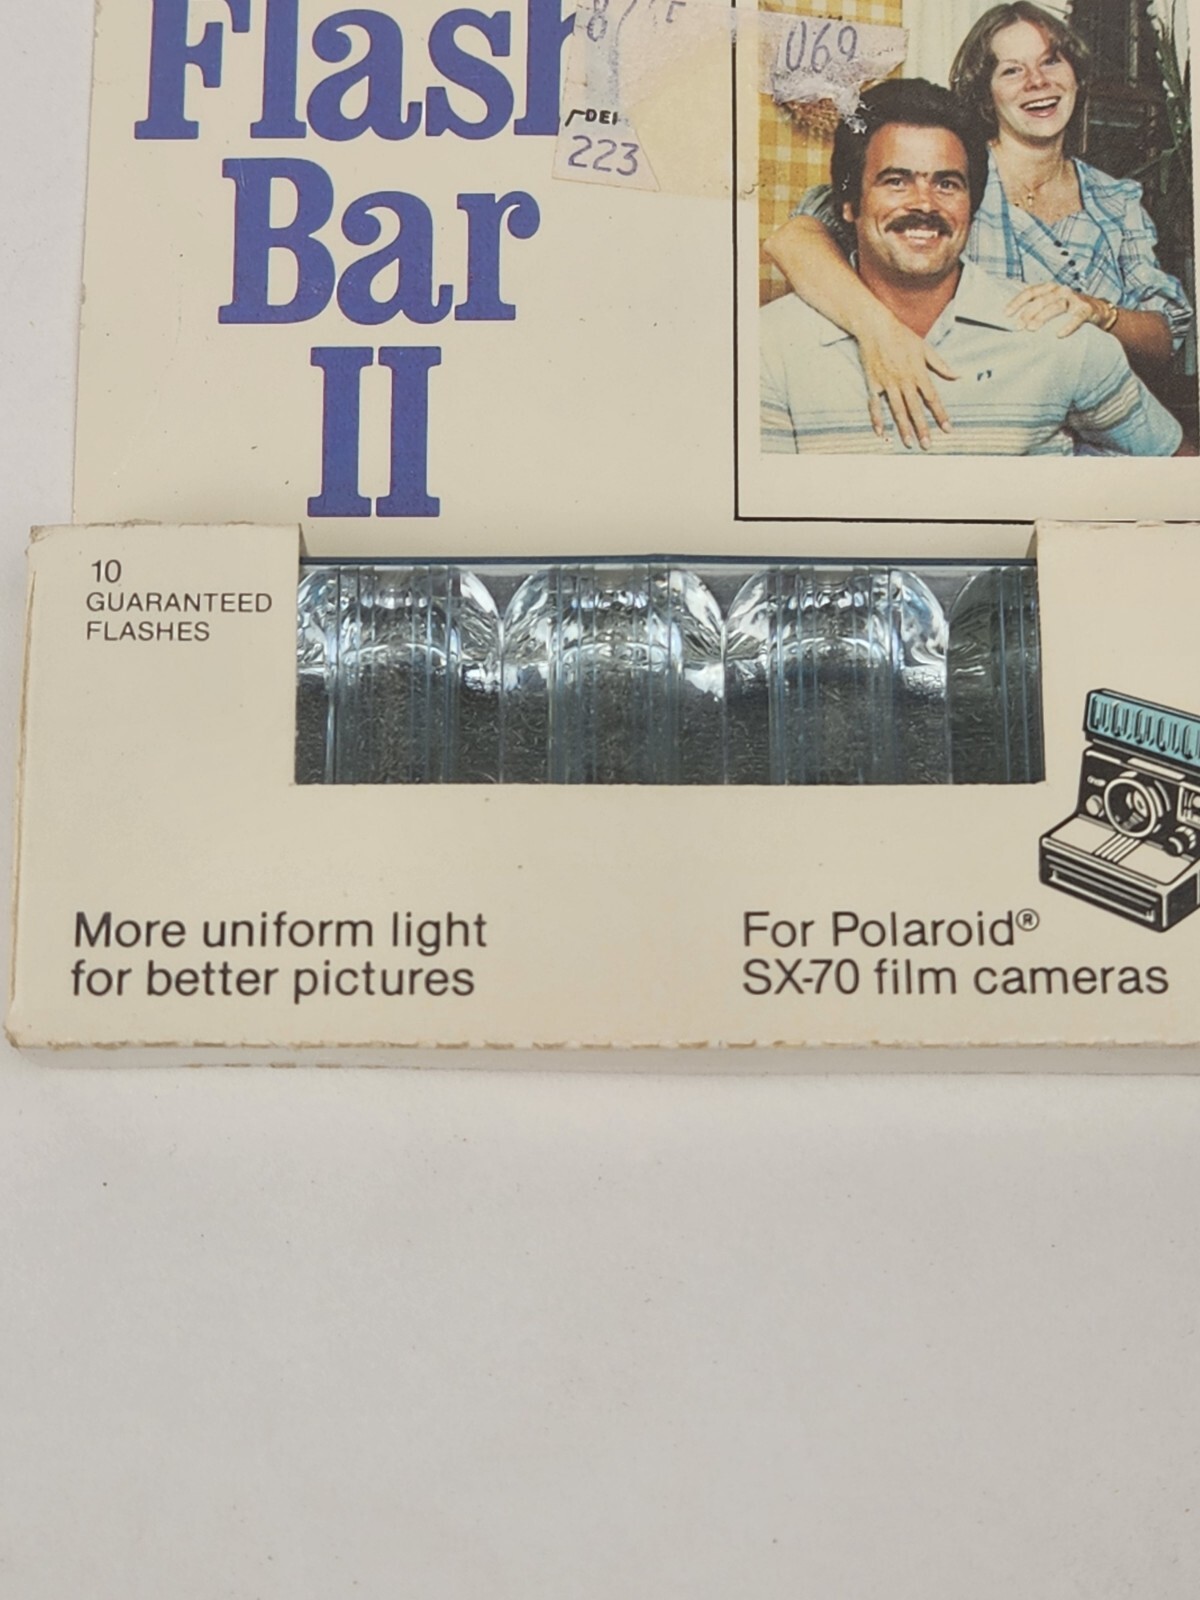 Flash
069
223
Bar
II
10
GUARANTEED
FLASHES
More uniform light
for better pictures
For Polaroid®
SX-70 film cameras